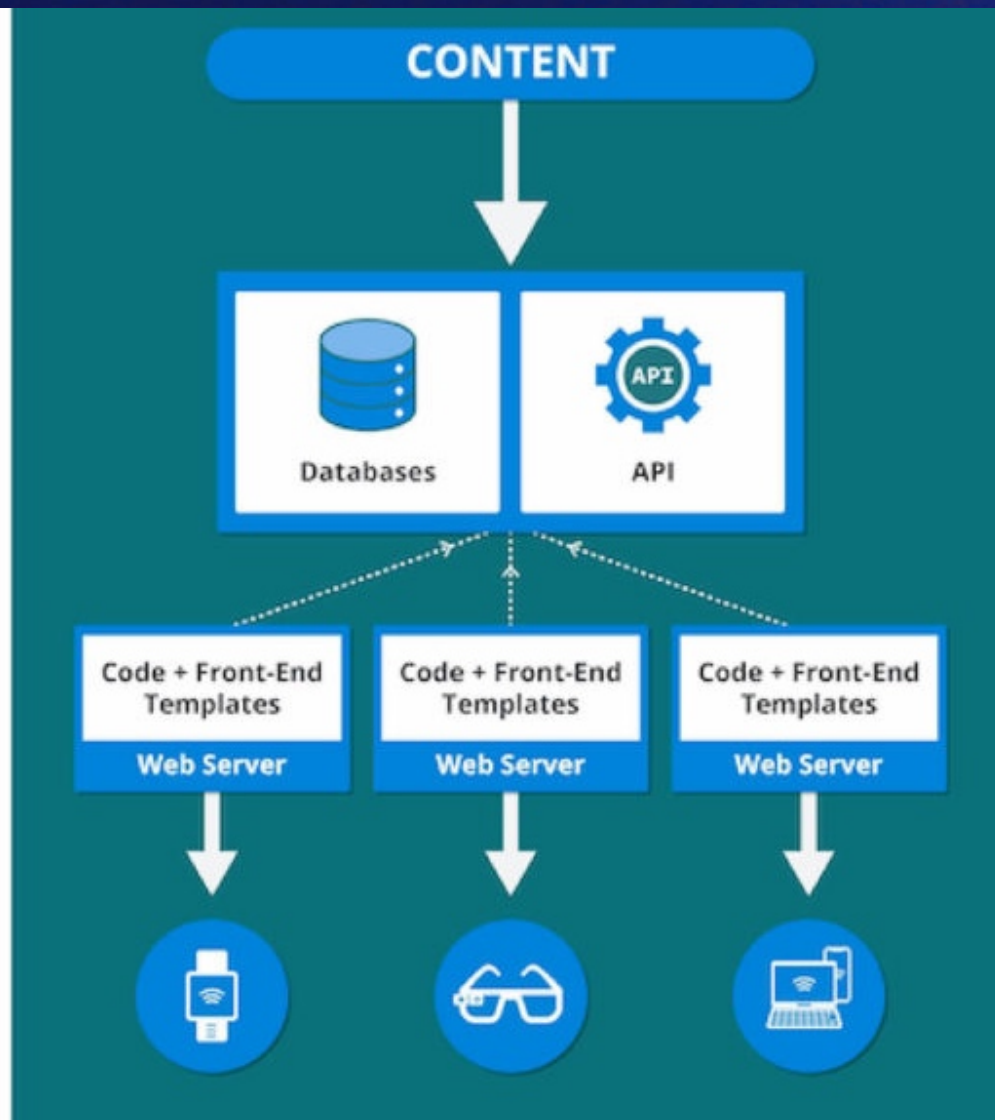 CONTENT
API
Databases
API
Code + Front-End
Templates
Web Server
Code + Front-End
Templates
Web Server
Code + Front-End
Templates
Web Server